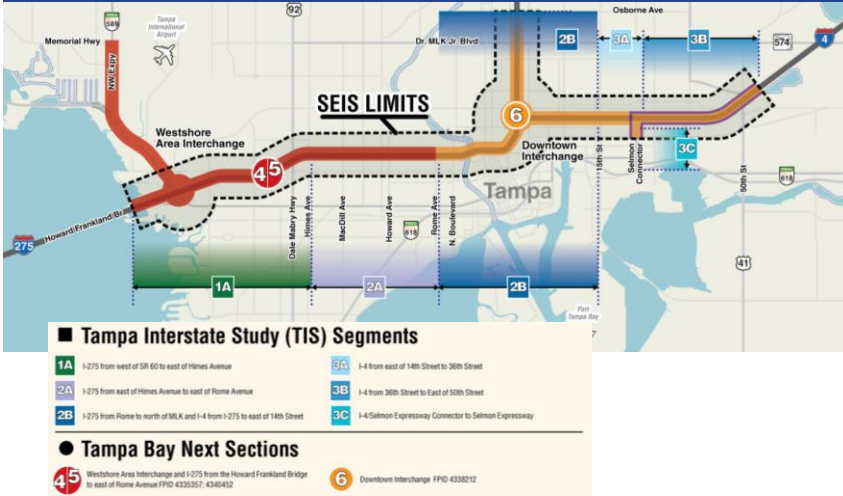 589
Tampa
International
Airport
92
Osborne Ave
Memorial Hwy
NW Expy
Dr. MLK Jr. Blvd
2B
3A
3B
574
4
SEIS LIMITS
6
Westshore
Area Interchange
Downtown
Interchange
15th St
Selmon
Connector
3C
50th St
618
45
Tampa
Howard Frankland Bra
275
Dale Mabry Hwy
Himes Ave
MacDill Ave
Howard Ave
618
Rome Ave
N. Boulevard
41
1A
2A
2B
Port
Tampa Bay
7
Tampa Interstate Study (TIS) Segments
1A I-275 from west of SR 60 to east of Himes Avenue
2A I-275 from east of Himes Avenue to east of Rome Avenue
2B I-275 from Rome to north of MLK and I-4 from I-275 to east of 14th Street
3A I-4 from east of 14th Street to 36th Street
3B I-4 from 36th Street to East of 50th Street
3C I-4/Selmon Expressway Connector to Selmon Expressway
Tampa Bay Next Sections
45 Westshore Area Interchange and I-275 from the Howard Frankland Bridge
to east of Rome Avenue FPID 4335357; 4340452
6 Downtown Interchange FPID 4338212